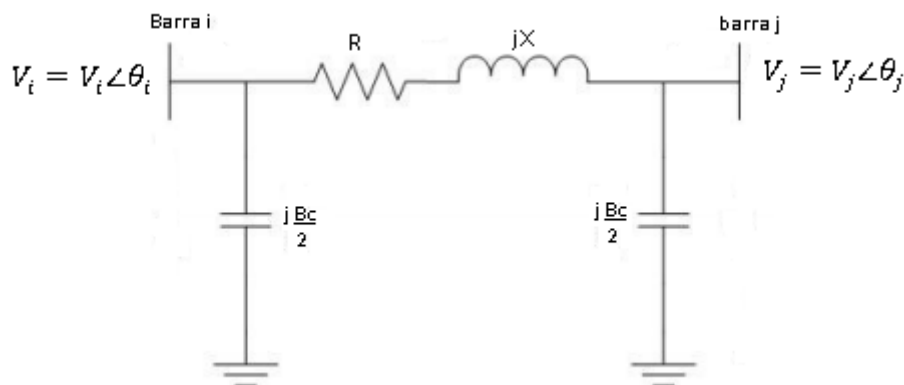 Barra i
R
jX
barra j
V_i = V_i∠θ_i
V_j = V_j∠θ_j
j Bc/2
j Bc/2